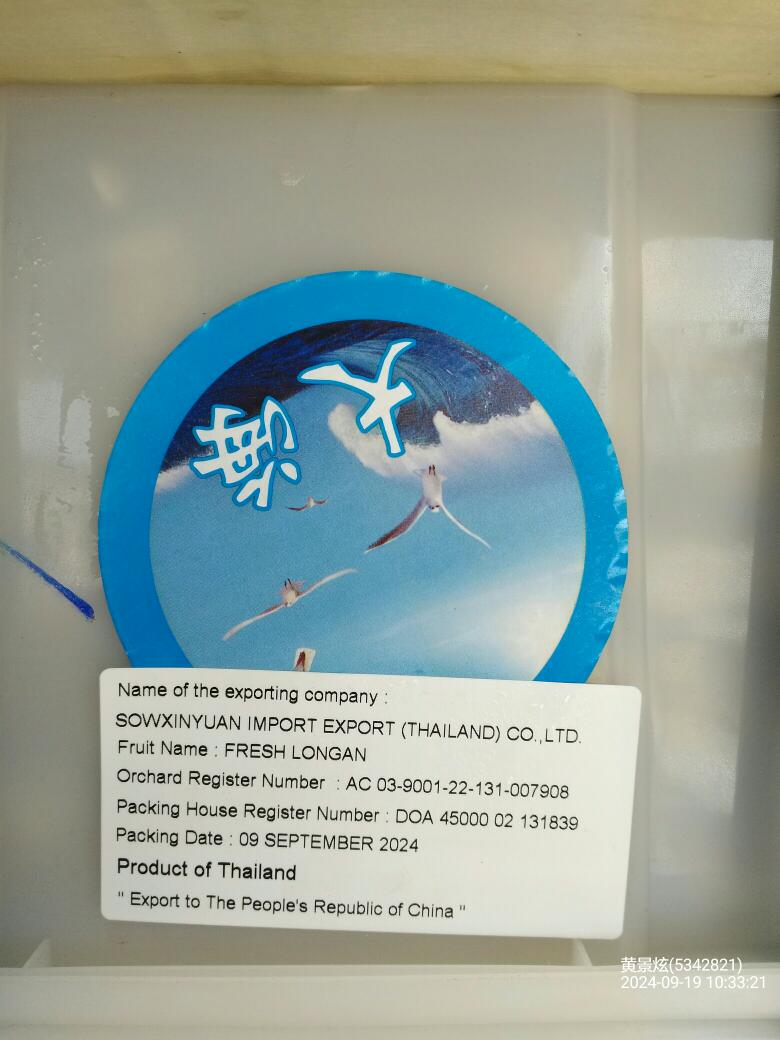 大
海
Name of the exporting company :
SOWXINYUAN IMPORT EXPORT (THAILAND) CO.,LTD.
Fruit Name : FRESH LONGAN
Orchard Register Number : AC 03-9001-22-131-007908
Packing House Register Number : DOA 45000 02 131839
Packing Date : 09 SEPTEMBER 2024
Product of Thailand
" Export to The People's Republic of China "
黄景炫(5342821)
2024-09-19 10:33:21